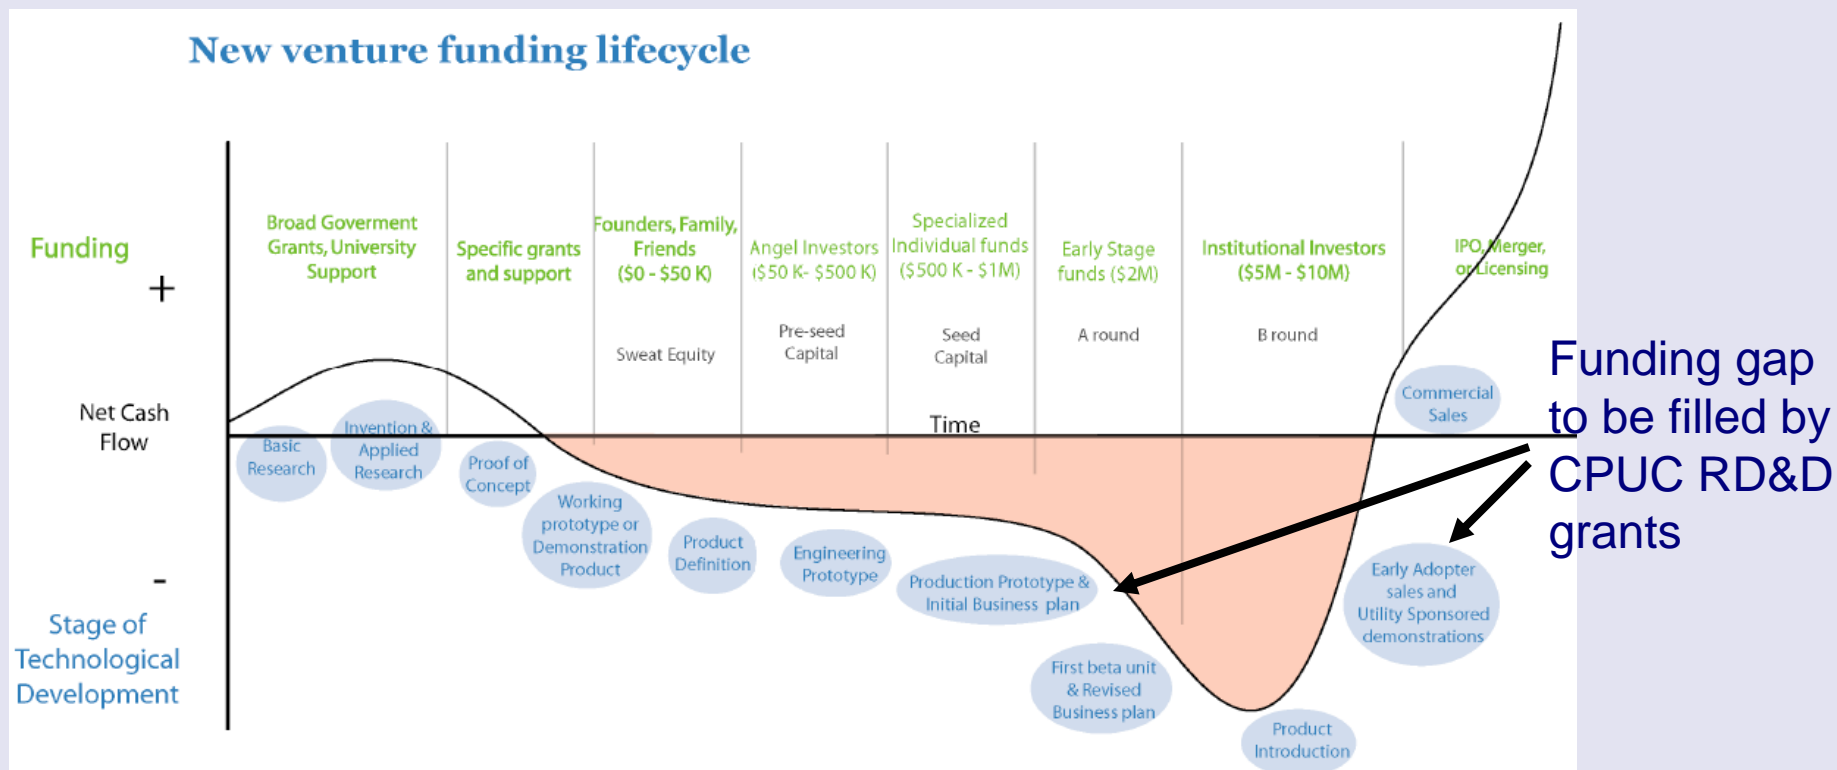 New venture funding lifecycle
Funding
+
Broad Goverment
Grants, University
Support
Specific grants
and support
Founders, Family,
Friends
($0 - $50 K)
Angel Investors
($50 K- $500 K)
Specialized
Individual funds
($500 K - $1M)
Early Stage
funds ($2M)
Institutional Investors
($5M - $10M)
IPO, Merger,
or Licensing
Sweat Equity
Pre-seed
Capital
Seed
Capital
A round
B round
Net Cash
Flow
Time
-
Stage of
Technological
Development
Basic
Research
Invention &
Applied
Research
Proof of
Concept
Working
prototype or
Demonstration
Product
Product
Definition
Engineering
Prototype
Production Prototype &
Initial Business plan
First beta unit
& Revised
Business plan
Product
Introduction
Early Adopter
sales and
Utility Sponsored
demonstrations
Commercial
Sales
Funding gap
to be filled by
CPUC RD&D
grants